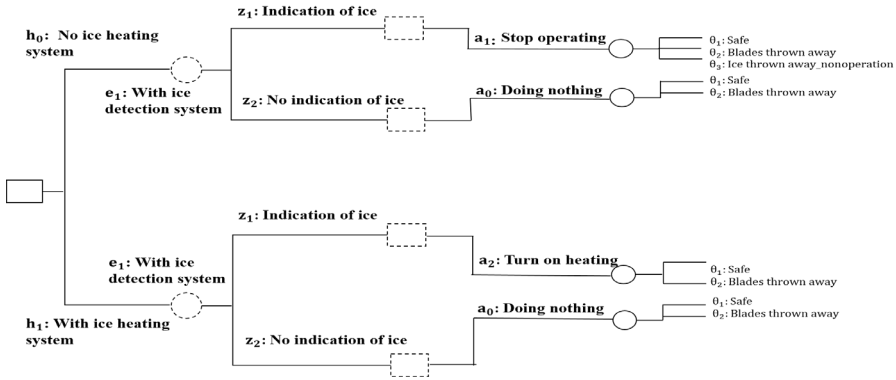 z₁: Indication of ice
h₀: No ice heating
system
a₁: Stop operating
θ₁: Safe
θ₂: Blades thrown away
θ₃: Ice thrown away_nonoperation
e₁: With ice
detection system
z₂: No indication of ice
a₀: Doing nothing
θ₁: Safe
θ₂: Blades thrown away
z₁: Indication of ice
e₁: With ice
detection system
a₂: Turn on heating
θ₁: Safe
θ₂: Blades thrown away
h₁: With ice heating
system
z₂: No indication of ice
a₀: Doing nothing
θ₁: Safe
θ₂: Blades thrown away